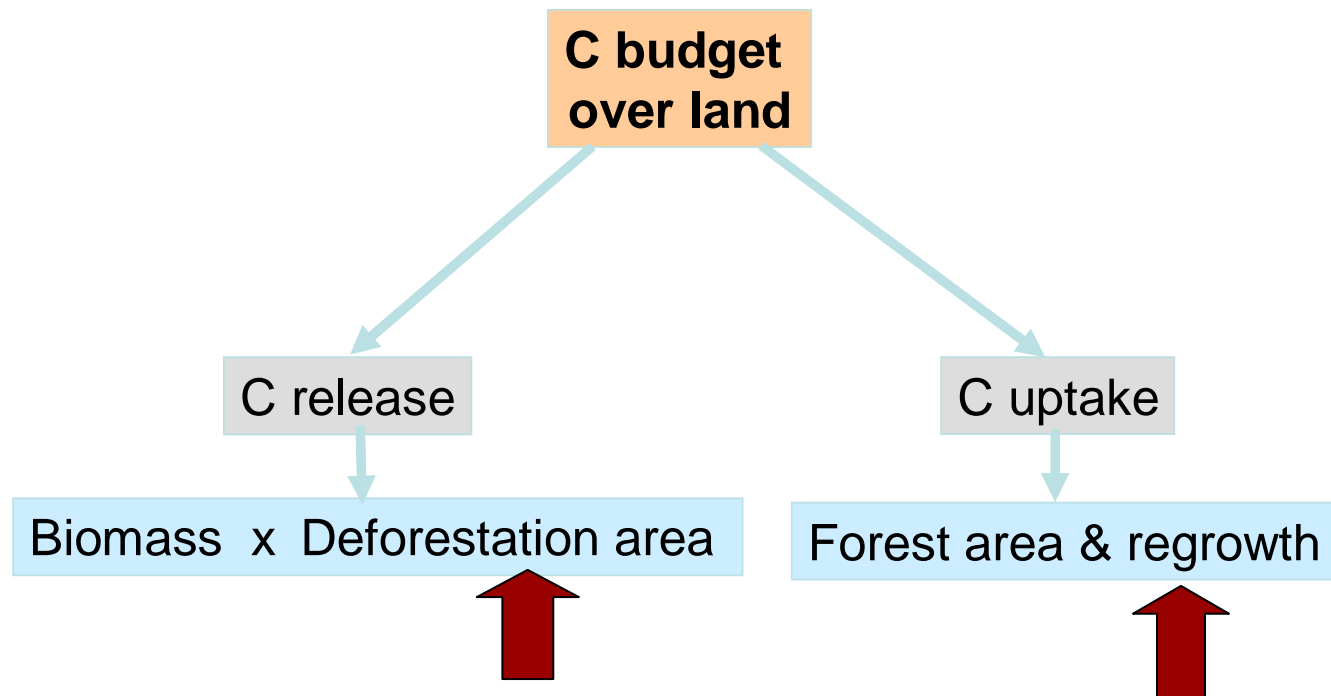 C budget
over land
C release
C uptake
Biomass x Deforestation area
Forest area & regrowth